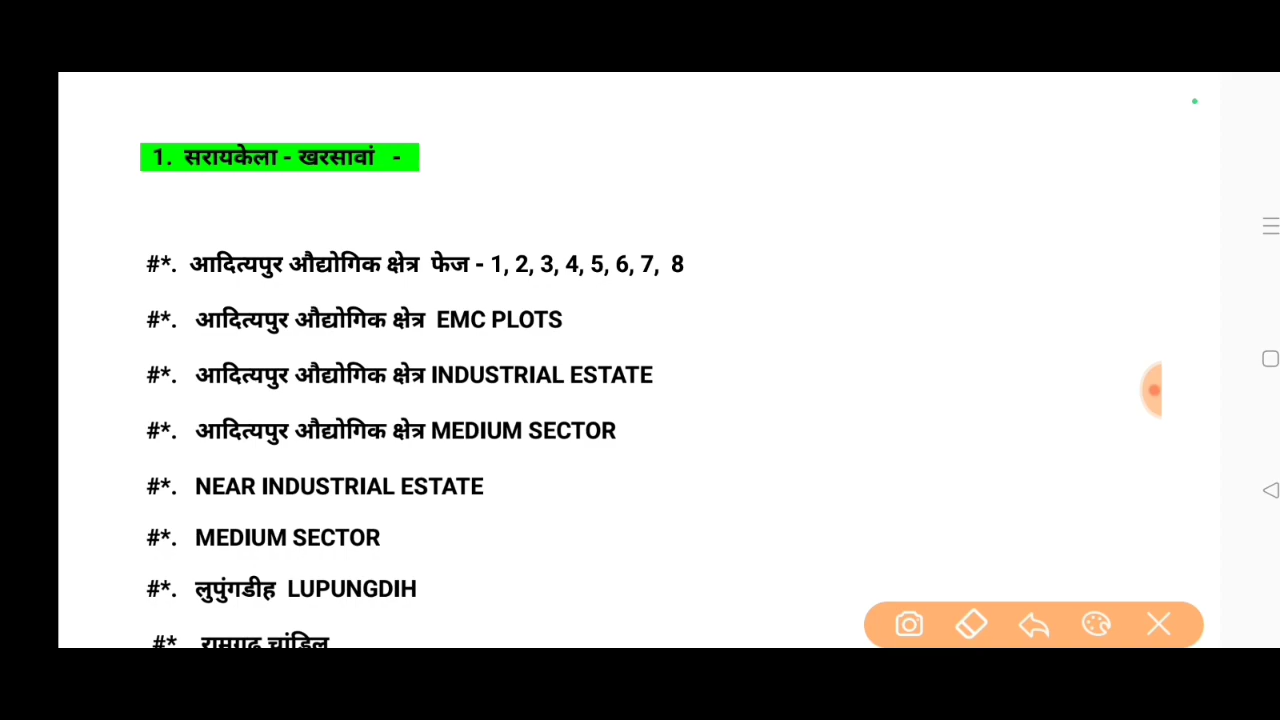 1. सरायकेला - खरसावां -
#*. आदित्यपुर औद्योगिक क्षेत्र फेज - 1, 2, 3, 4, 5, 6, 7, 8
#*. आदित्यपुर औद्योगिक क्षेत्र EMC PLOTS
#*. आदित्यपुर औद्योगिक क्षेत्र INDUSTRIAL ESTATE
#*. आदित्यपुर औद्योगिक क्षेत्र MEDIUM SECTOR
#*. NEAR INDUSTRIAL ESTATE
#*. MEDIUM SECTOR
#*. लुपुंगडीह LUPUNGDIH
#* रामगढ़ चांडिल